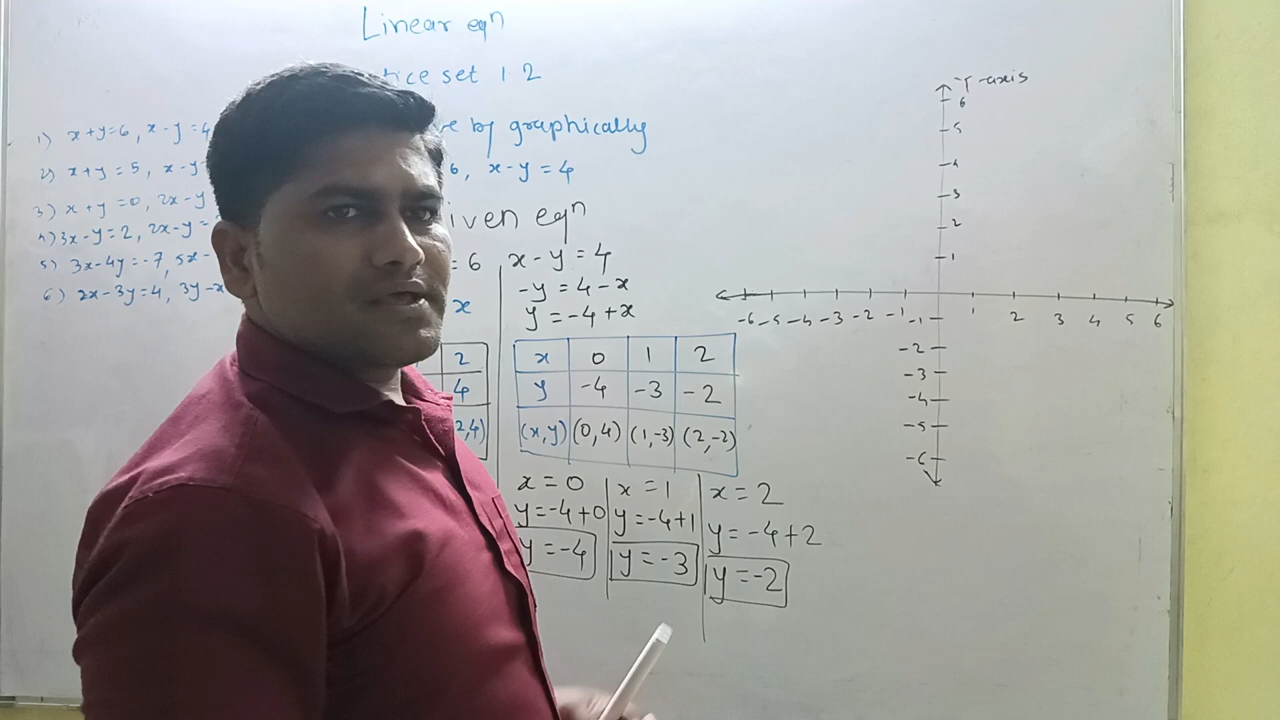 Linear eqn
tice set 1 2
1) x+y=6, x-y=4
2) x+y=5, x-y
3) x+y=0, 2x-y
4) 3x-y=2, 2x-y=
5) 3x-4y=-7, 5x-
6) 2x-3y=4, 3y-x
e by graphically
6, x-y=4
iven eqn
=6
x
2
4
2,4)
x-y=4
-y=4-x
y=-4+x
x 0 1 2
y -4 -3 -2
(x,y) (0,4) (1,-3) (2,-2)
x=0
y=-4+0
y=-4
x=1
y=-4+1
y=-3
x=2
y=-4+2
y=-2
Y-axis
6
5
4
3
2
1
-6 -5 -4 -3 -2 -1 1 2 3 4 5 6
-1
-2
-3
-4
-5
-6